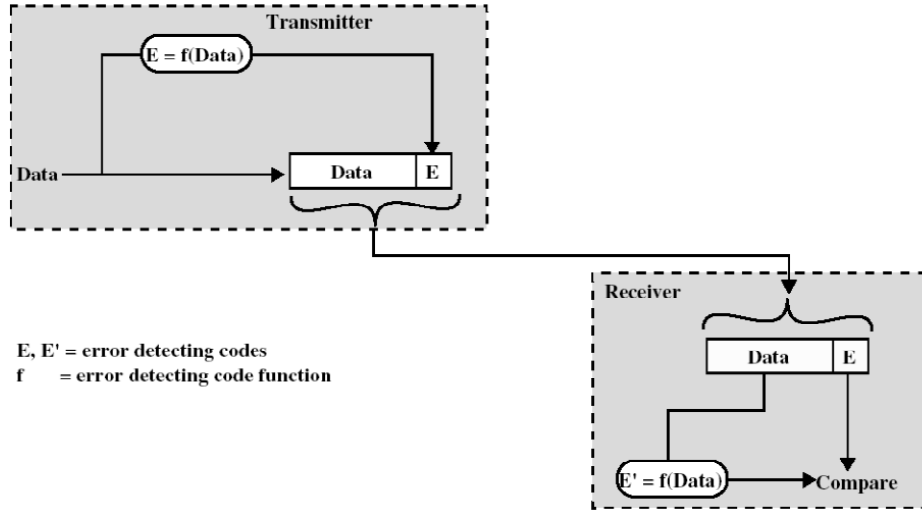 Transmitter
E = f(Data)
Data
Data
E
Receiver
E, E' = error detecting codes
f = error detecting code function
Data
E
E' = f(Data)
Compare